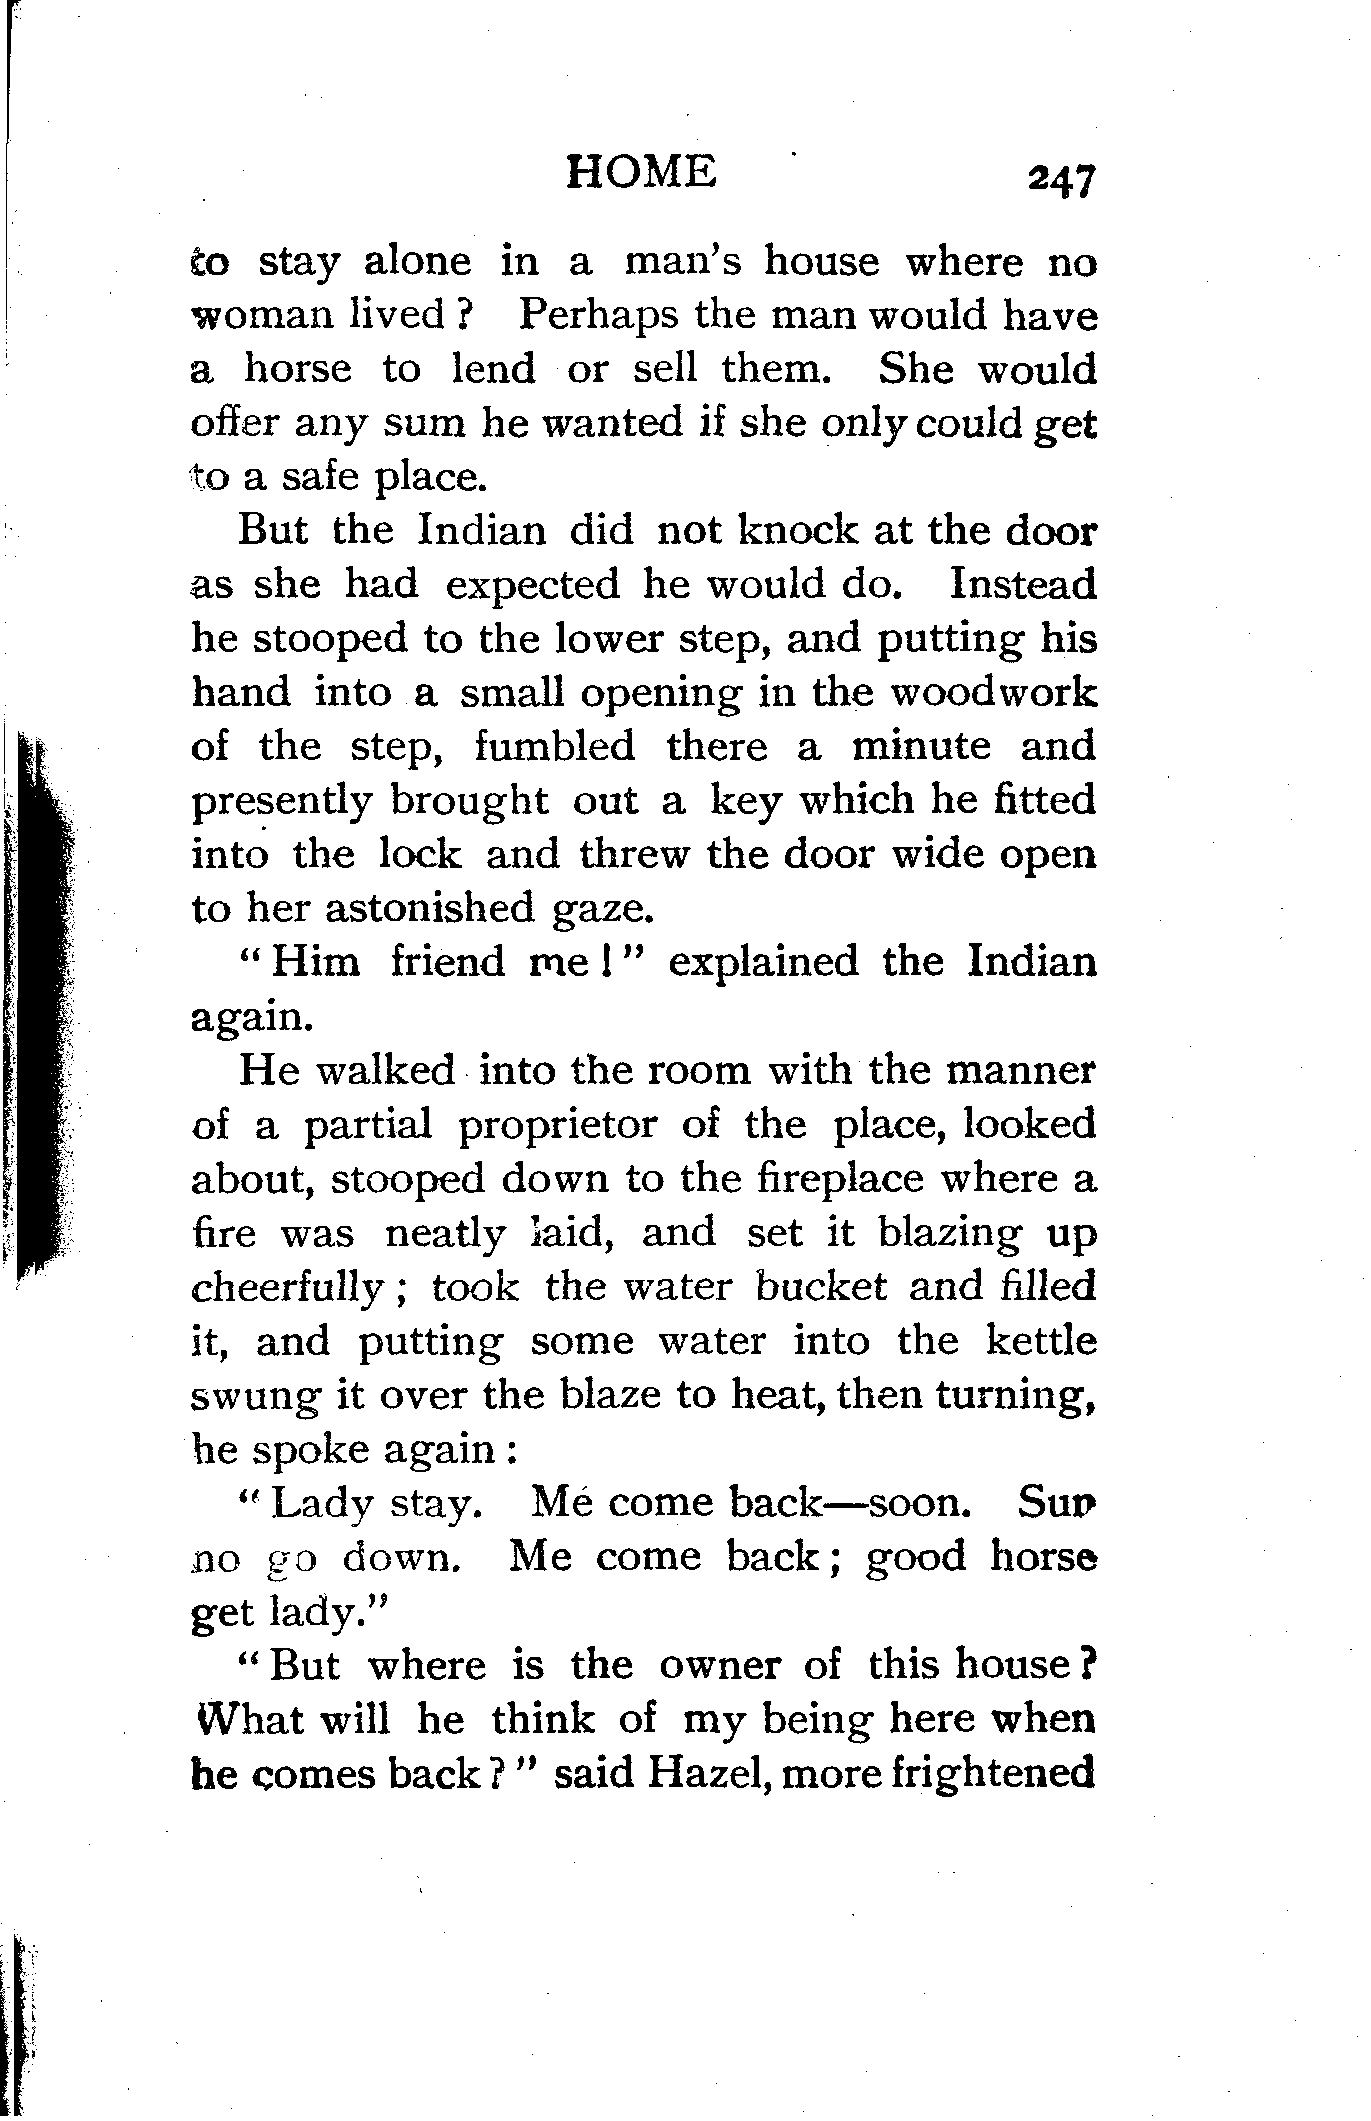 HOME 247
to stay alone in a man's house where no
woman lived ? Perhaps the man would have
a horse to lend or sell them. She would
offer any sum he wanted if she only could get
to a safe place.
But the Indian did not knock at the door
as she had expected he would do. Instead
he stooped to the lower step, and putting his
hand into a small opening in the woodwork
of the step, fumbled there a minute and
presently brought out a key which he fitted
into the lock and threw the door wide open
to her astonished gaze.
" Him friend me ! " explained the Indian
again.
He walked into the room with the manner
of a partial proprietor of the place, looked
about, stooped down to the fireplace where a
fire was neatly laid, and set it blazing up
cheerfully ; took the water bucket and filled
it, and putting some water into the kettle
swung it over the blaze to heat, then turning,
he spoke again :
" Lady stay. Me come back—soon. Sun
no go down. Me come back ; good horse
get lady."
" But where is the owner of this house ?
What will he think of my being here when
he comes back ? " said Hazel, more frightened